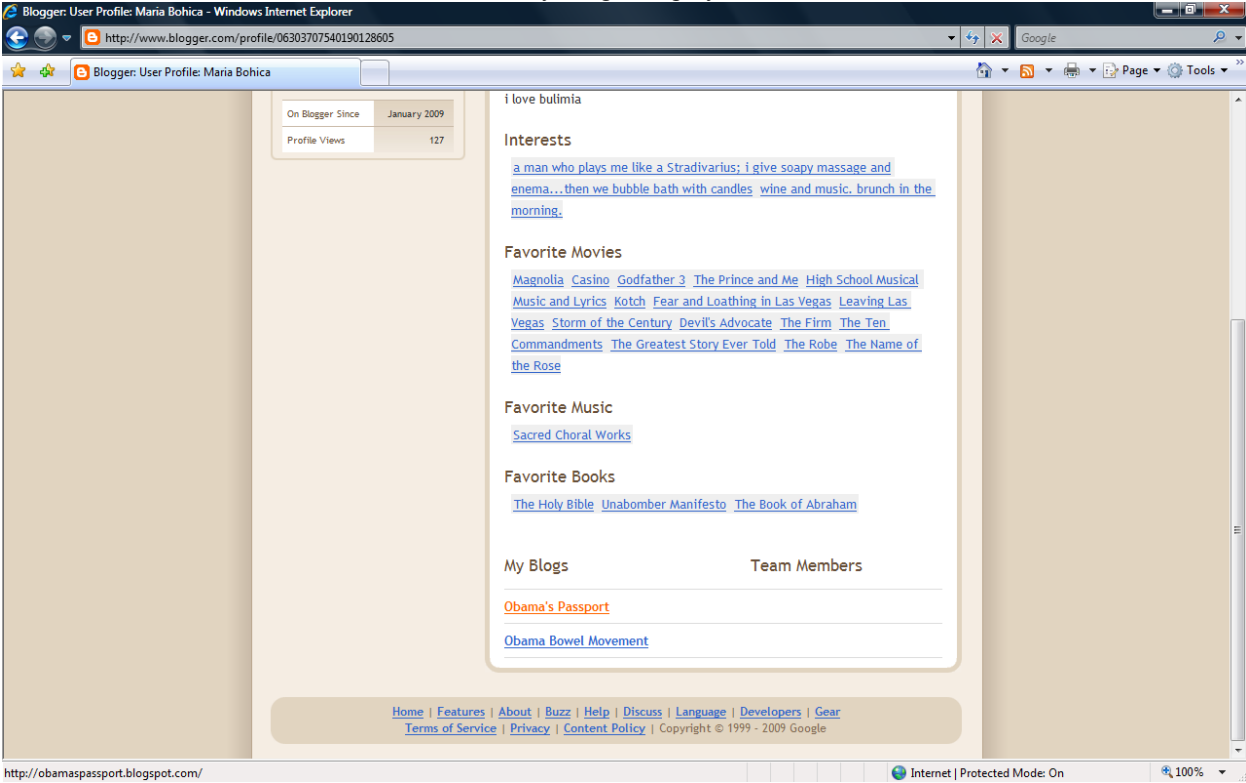 Blogger: User Profile: Maria Bohica - Windows Internet Explorer
http://www.blogger.com/profile/06303707540190128605
Google
Blogger: User Profile: Maria Bohica
Page
Tools
i love bulimia
On Blogger Since January 2009
Profile Views 127
Interests
a man who plays me like a Stradivarius; i give soapy massage and
enema...then we bubble bath with candles wine and music. brunch in the
morning.
Favorite Movies
Magnolia Casino Godfather 3 The Prince and Me High School Musical
Music and Lyrics Kotch Fear and Loathing in Las Vegas Leaving Las
Vegas Storm of the Century Devil's Advocate The Firm The Ten
Commandments The Greatest Story Ever Told The Robe The Name of
the Rose
Favorite Music
Sacred Choral Works
Favorite Books
The Holy Bible Unabomber Manifesto The Book of Abraham
My Blogs Team Members
Obama's Passport
Obama Bowel Movement
Home | Features | About | Buzz | Help | Discuss | Language | Developers | Gear
Terms of Service | Privacy | Content Policy | Copyright © 1999 - 2009 Google
http://obamaspassport.blogspot.com/
Internet | Protected Mode: On
100%